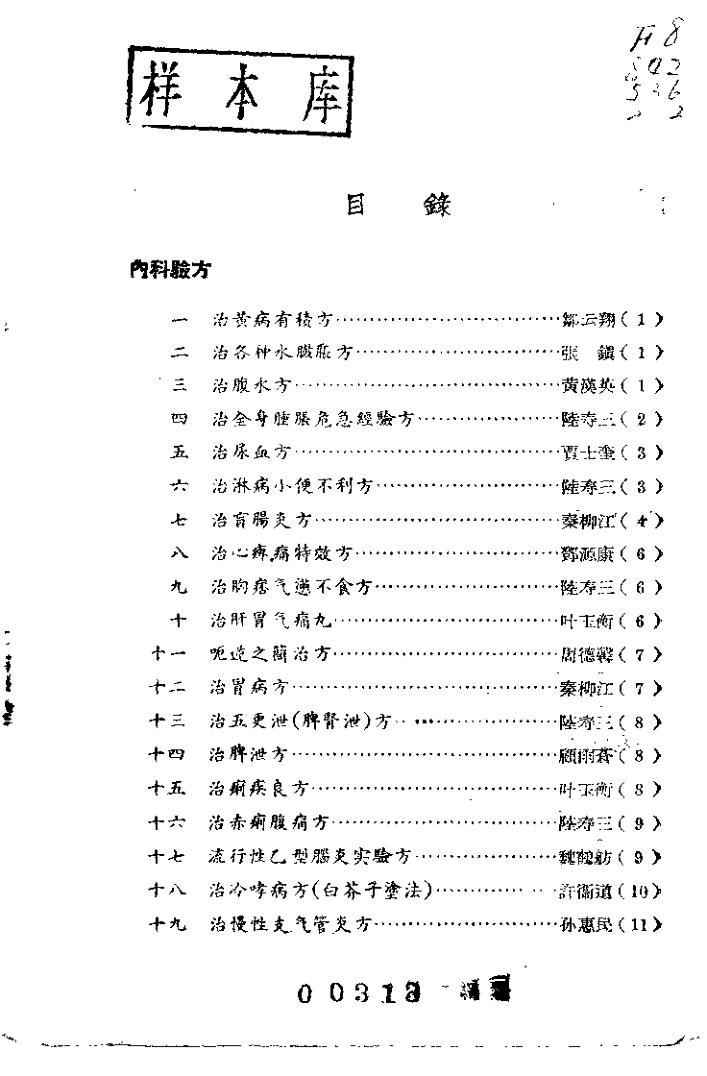 样本库
目錄
內科驗方
一 治黃病有積方……………………………鄒云翔( 1 )
二 治各种水臌脹方……………………………張 鎭( 1 )
三 治腹水方……………………………黃漢英( 1 )
四 治全身腫脹危急經驗方……………………………陸寿三( 2 )
五 治尿血方……………………………賈士奎( 3 )
六 治淋病小便不利方……………………………陸寿三( 3 )
七 治盲腸炎方……………………………秦柳江( 4 )
八 治心疼痛特效方……………………………鄧源康( 6 )
九 治胸痞气逆不食方……………………………陸寿三( 6 )
十 治肝胃气痛丸……………………………叶玉衡( 6 )
十一 呃逆之簡治方……………………………周德馨( 7 )
十二 治胃病方……………………………秦柳江( 7 )
十三 治五更泄(脾腎泄)方……………………………陸寿三( 8 )
十四 治脾泄方……………………………顧雨蒼( 8 )
十五 治痢疾良方……………………………叶玉衡( 8 )
十六 治赤痢腹痛方……………………………陸寿三( 9 )
十七 流行性乙型腦炎实驗方……………………………魏鶴舫( 9 )
十八 治冷哮病方(白芥子塗法)……………………………許衞道(10)
十九 治慢性支气管炎方……………………………孙惠民(11)
00313